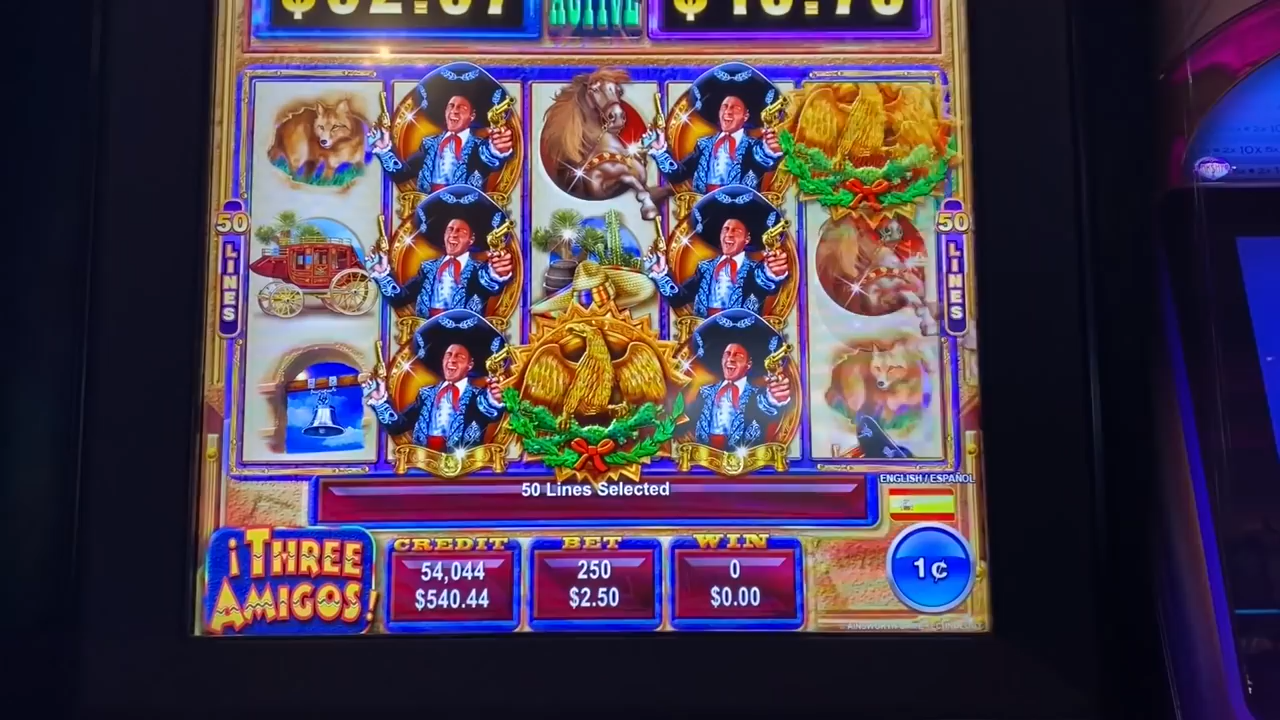 ACTIVE
50
LINES
50
LINES
50 Lines Selected
ENGLISH / ESPAÑOL
¡THREE
AMIGOS!
CREDIT
54,044
$540.44
BET
250
$2.50
WIN
0
$0.00
1¢